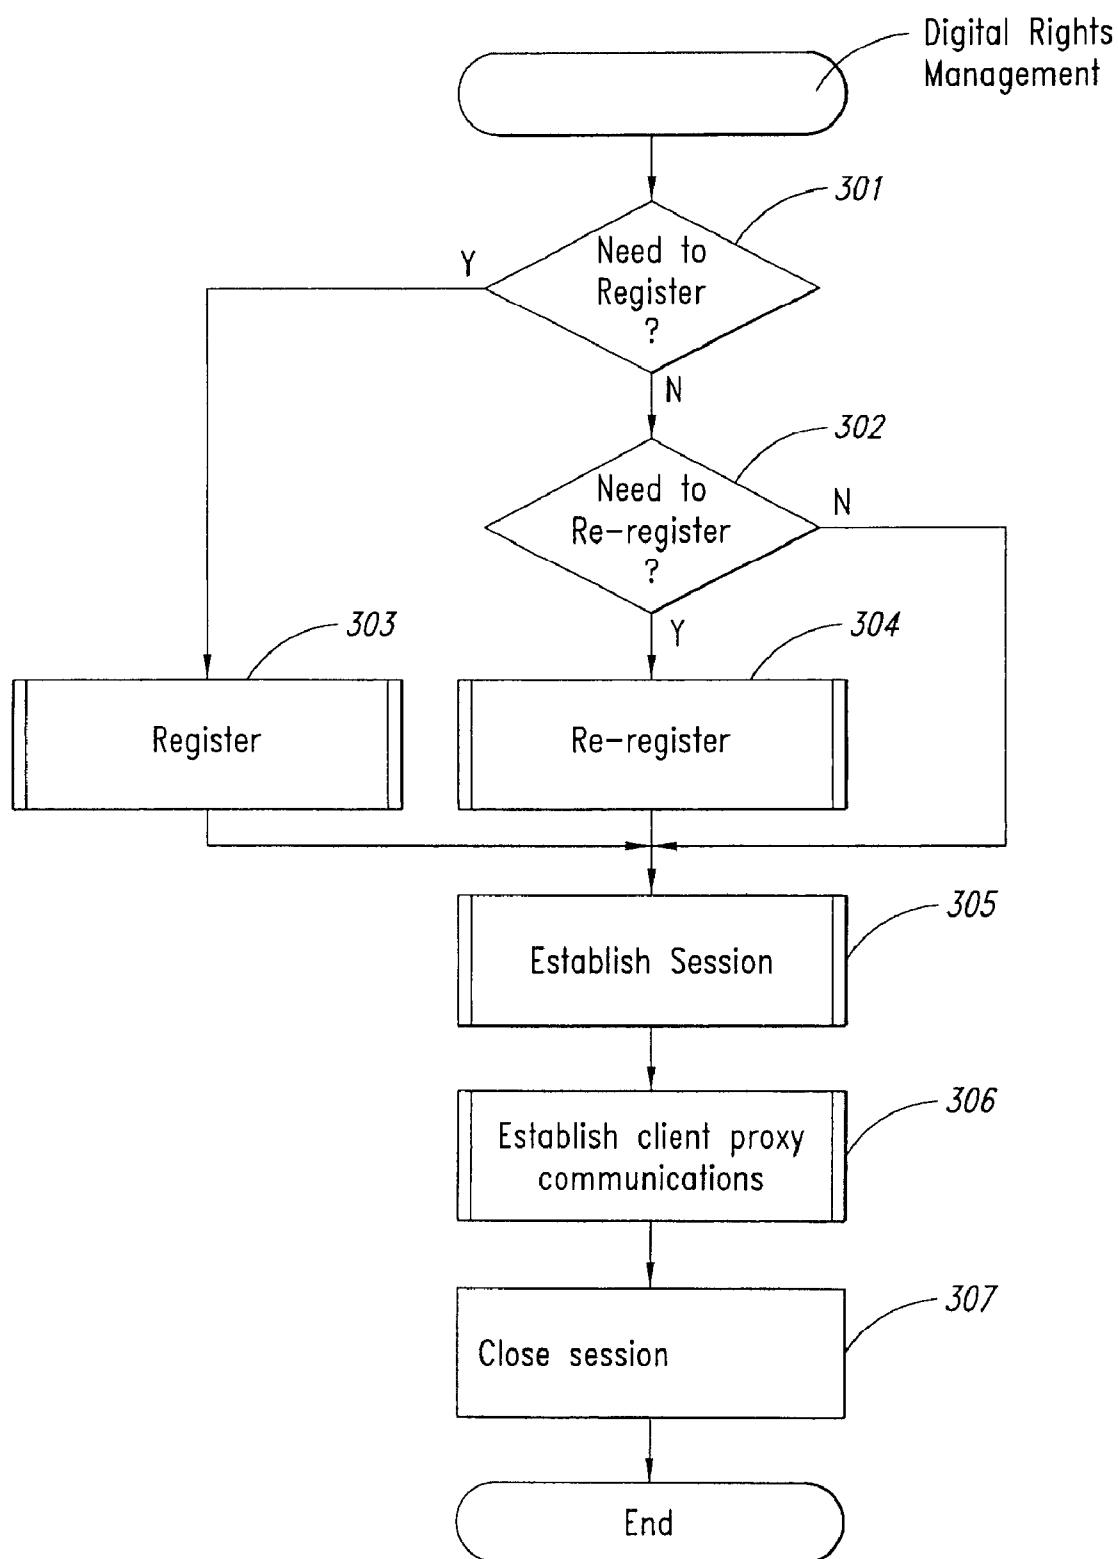 Digital Rights
Management
301
Need to
Register
?
Y
N
302
Need to
Re-register
?
N
Y
303
304
Register
Re-register
305
Establish Session
306
Establish client proxy
communications
307
Close session
End